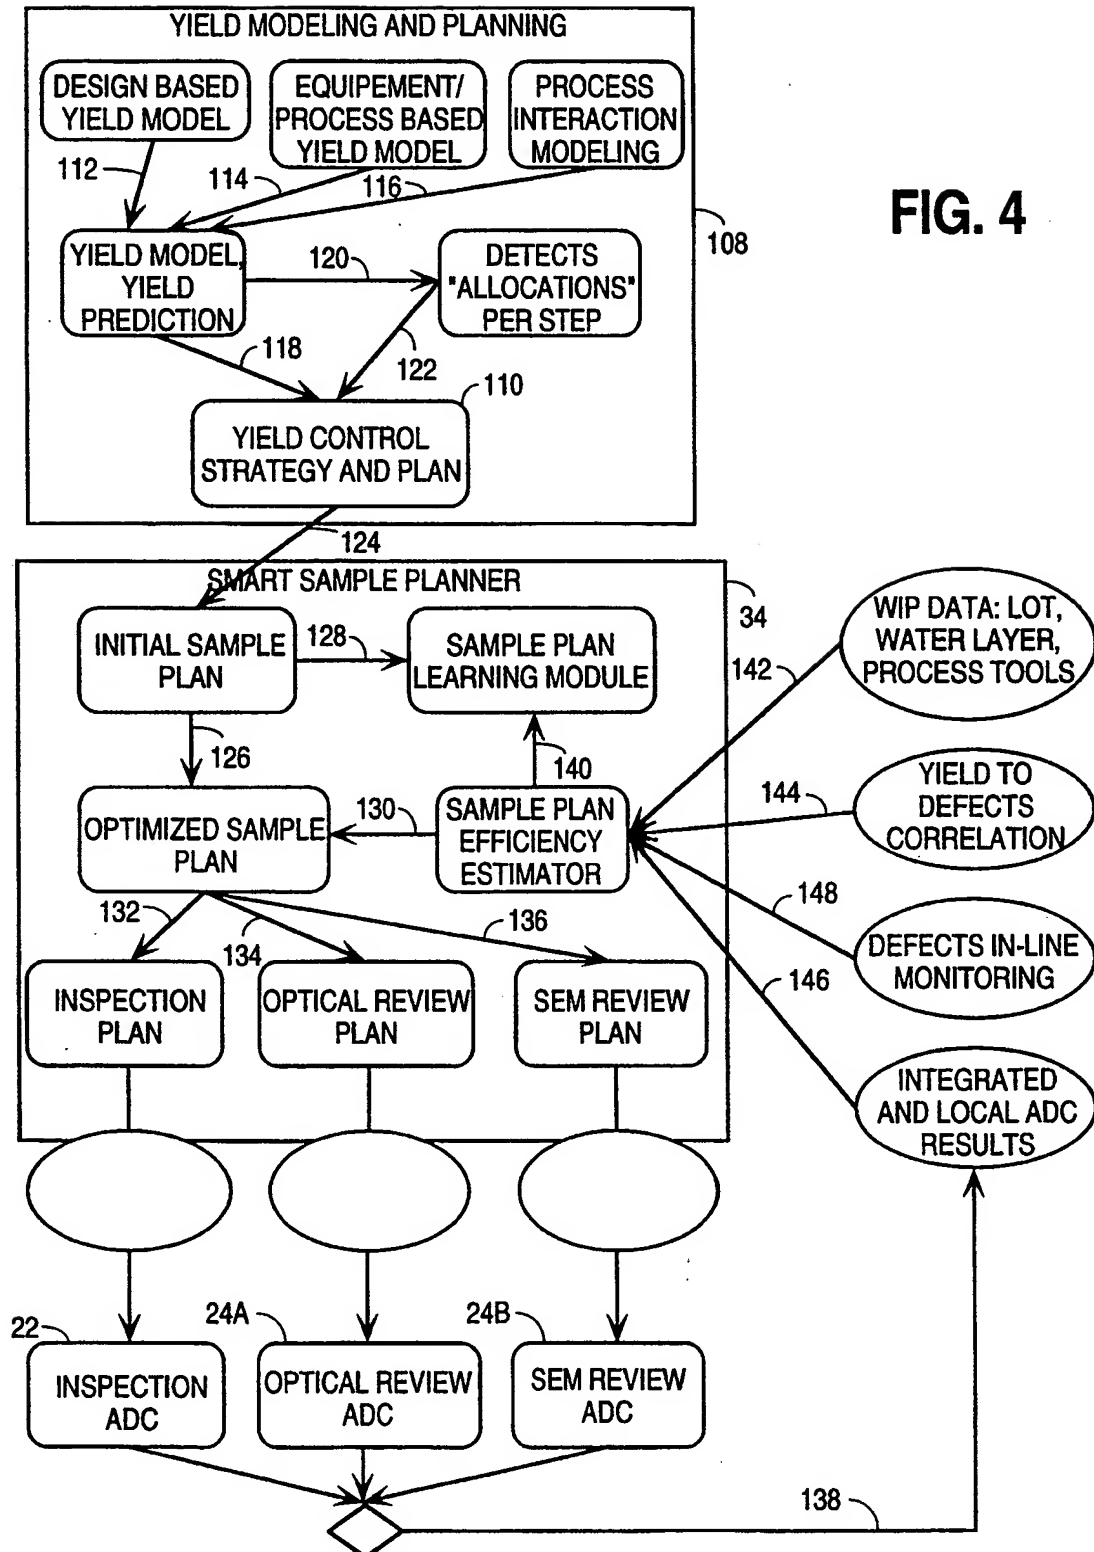 YIELD MODELING AND PLANNING
DESIGN BASED
YIELD MODEL
EQUIPEMENT/
PROCESS BASED
YIELD MODEL
PROCESS
INTERACTION
MODELING
112
114
116
108
FIG. 4
YIELD MODEL,
YIELD
PREDICTION
120
DETECTS
"ALLOCATIONS"
PER STEP
118
122
110
YIELD CONTROL
STRATEGY AND PLAN
124
SMART SAMPLE PLANNER
34
INITIAL SAMPLE
PLAN
128
SAMPLE PLAN
LEARNING MODULE
142
WIP DATA: LOT,
WATER LAYER,
PROCESS TOOLS
126
140
OPTIMIZED SAMPLE
PLAN
130
SAMPLE PLAN
EFFICIENCY
ESTIMATOR
144
YIELD TO
DEFECTS
CORRELATION
132
134
136
148
DEFECTS IN-LINE
MONITORING
146
INSPECTION
PLAN
OPTICAL REVIEW
PLAN
SEM REVIEW
PLAN
INTEGRATED
AND LOCAL ADC
RESULTS
22
24A
24B
INSPECTION
ADC
OPTICAL REVIEW
ADC
SEM REVIEW
ADC
138